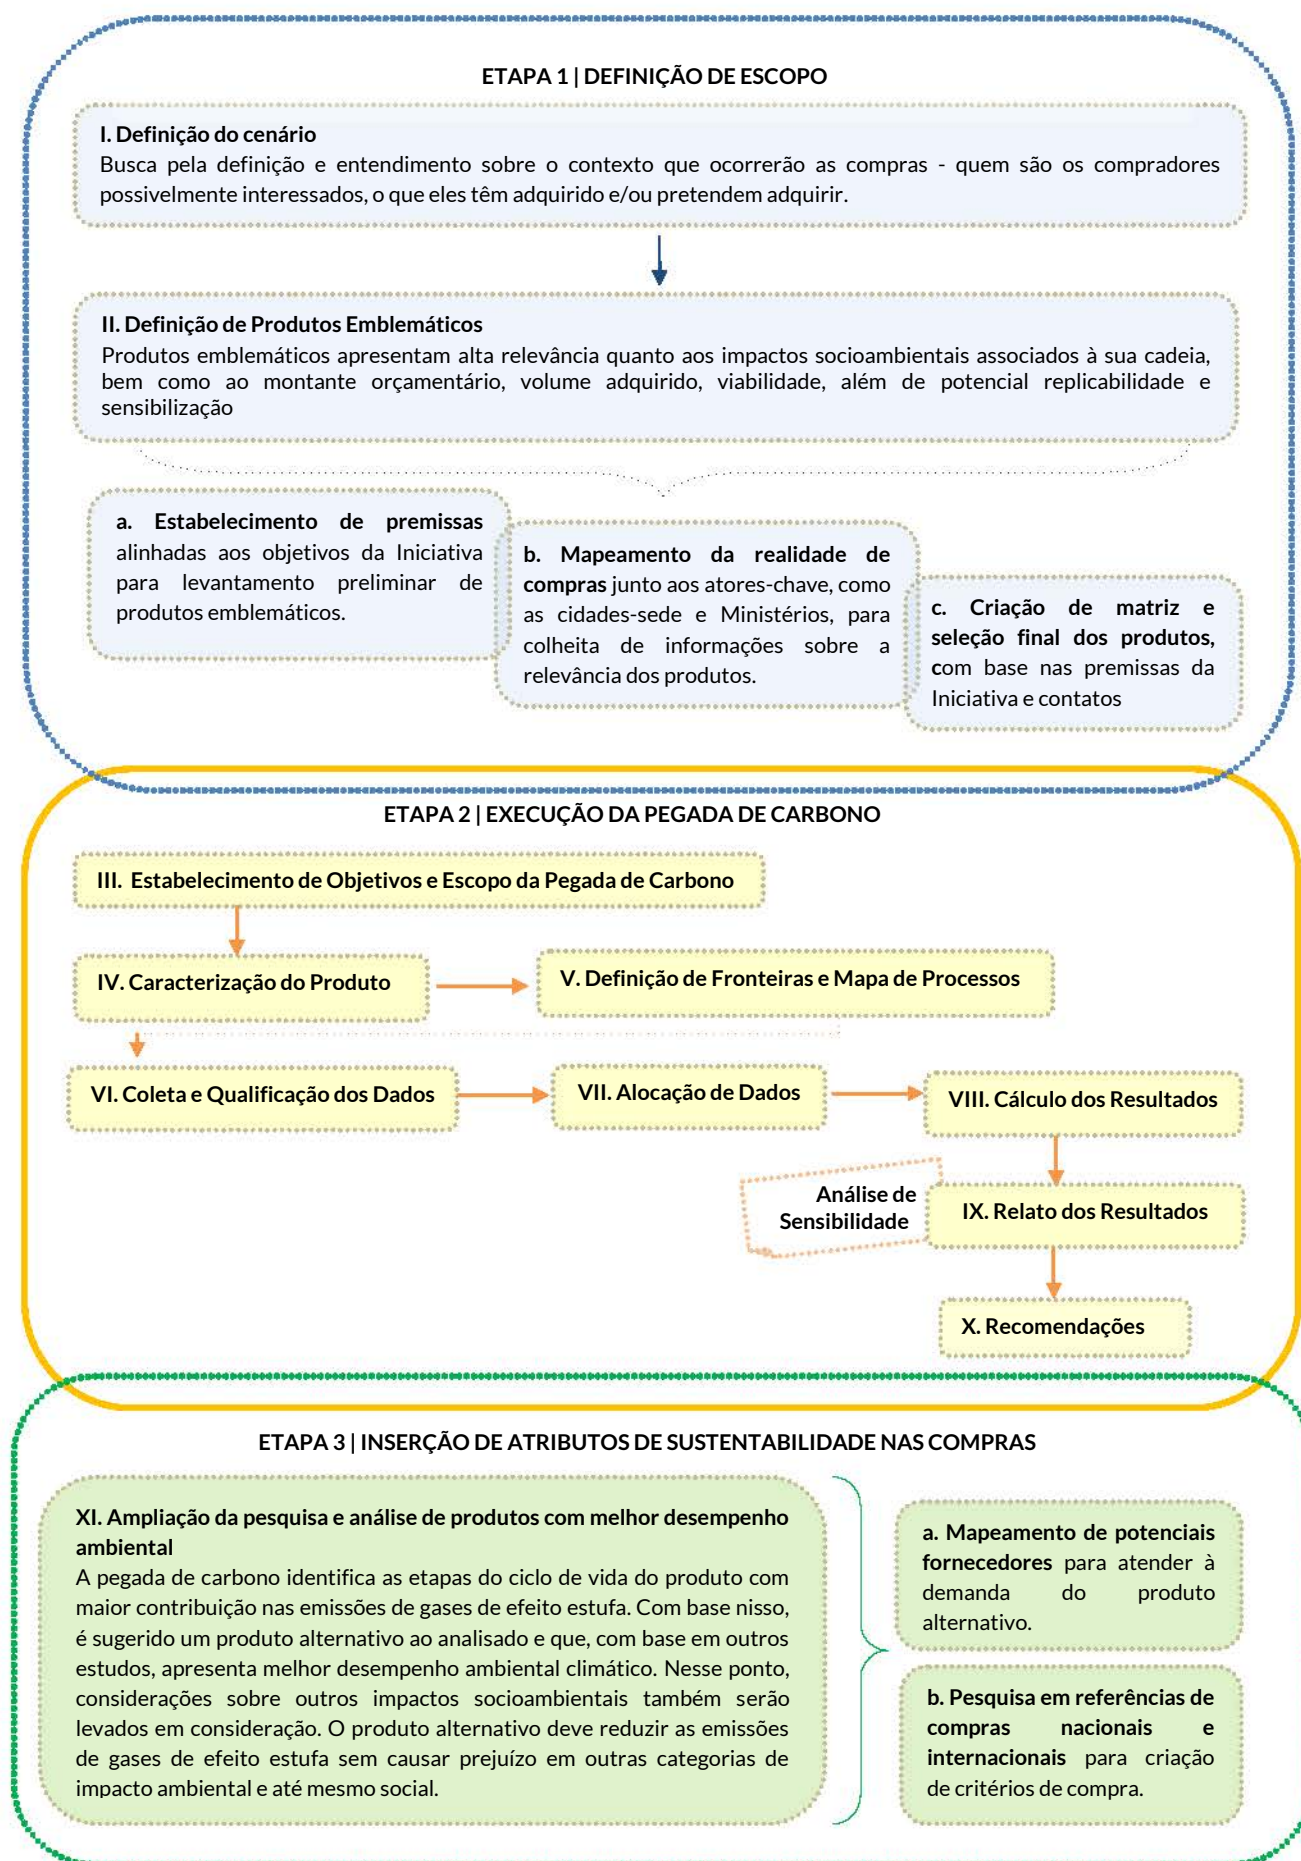 ETAPA 1 | DEFINIÇÃO DE ESCOPO
I. Definição do cenário
Busca pela definição e entendimento sobre o contexto que ocorrerão as compras - quem são os compradores
possivelmente interessados, o que eles têm adquirido e/ou pretendem adquirir.
II. Definição de Produtos Emblemáticos
Produtos emblemáticos apresentam alta relevância quanto aos impactos socioambientais associados à sua cadeia,
bem como ao montante orçamentário, volume adquirido, viabilidade, além de potencial replicabilidade e
sensibilização
a. Estabelecimento de premissas
alinhadas aos objetivos da Iniciativa
para levantamento preliminar de
produtos emblemáticos.
b. Mapeamento da realidade de
compras junto aos atores-chave, como
as cidades-sede e Ministérios, para
colheita de informações sobre a
relevância dos produtos.
c. Criação de matriz e
seleção final dos produtos,
com base nas premissas da
Iniciativa e contatos
ETAPA 2 | EXECUÇÃO DA PEGADA DE CARBONO
III. Estabelecimento de Objetivos e Escopo da Pegada de Carbono
IV. Caracterização do Produto
V. Definição de Fronteiras e Mapa de Processos
VI. Coleta e Qualificação dos Dados
VII. Alocação de Dados
VIII. Cálculo dos Resultados
Análise de
Sensibilidade
IX. Relato dos Resultados
X. Recomendações
ETAPA 3 | INSERÇÃO DE ATRIBUTOS DE SUSTENTABILIDADE NAS COMPRAS
XI. Ampliação da pesquisa e análise de produtos com melhor desempenho
ambiental
A pegada de carbono identifica as etapas do ciclo de vida do produto com
maior contribuição nas emissões de gases de efeito estufa. Com base nisso,
é sugerido um produto alternativo ao analisado e que, com base em outros
estudos, apresenta melhor desempenho ambiental climático. Nesse ponto,
considerações sobre outros impactos socioambientais também serão
levados em consideração. O produto alternativo deve reduzir as emissões
de gases de efeito estufa sem causar prejuízo em outras categorias de
impacto ambiental e até mesmo social.
a. Mapeamento de potenciais
fornecedores para atender à
demanda do produto
alternativo.
b. Pesquisa em referências de
compras nacionais e
internacionais para criação
de critérios de compra.